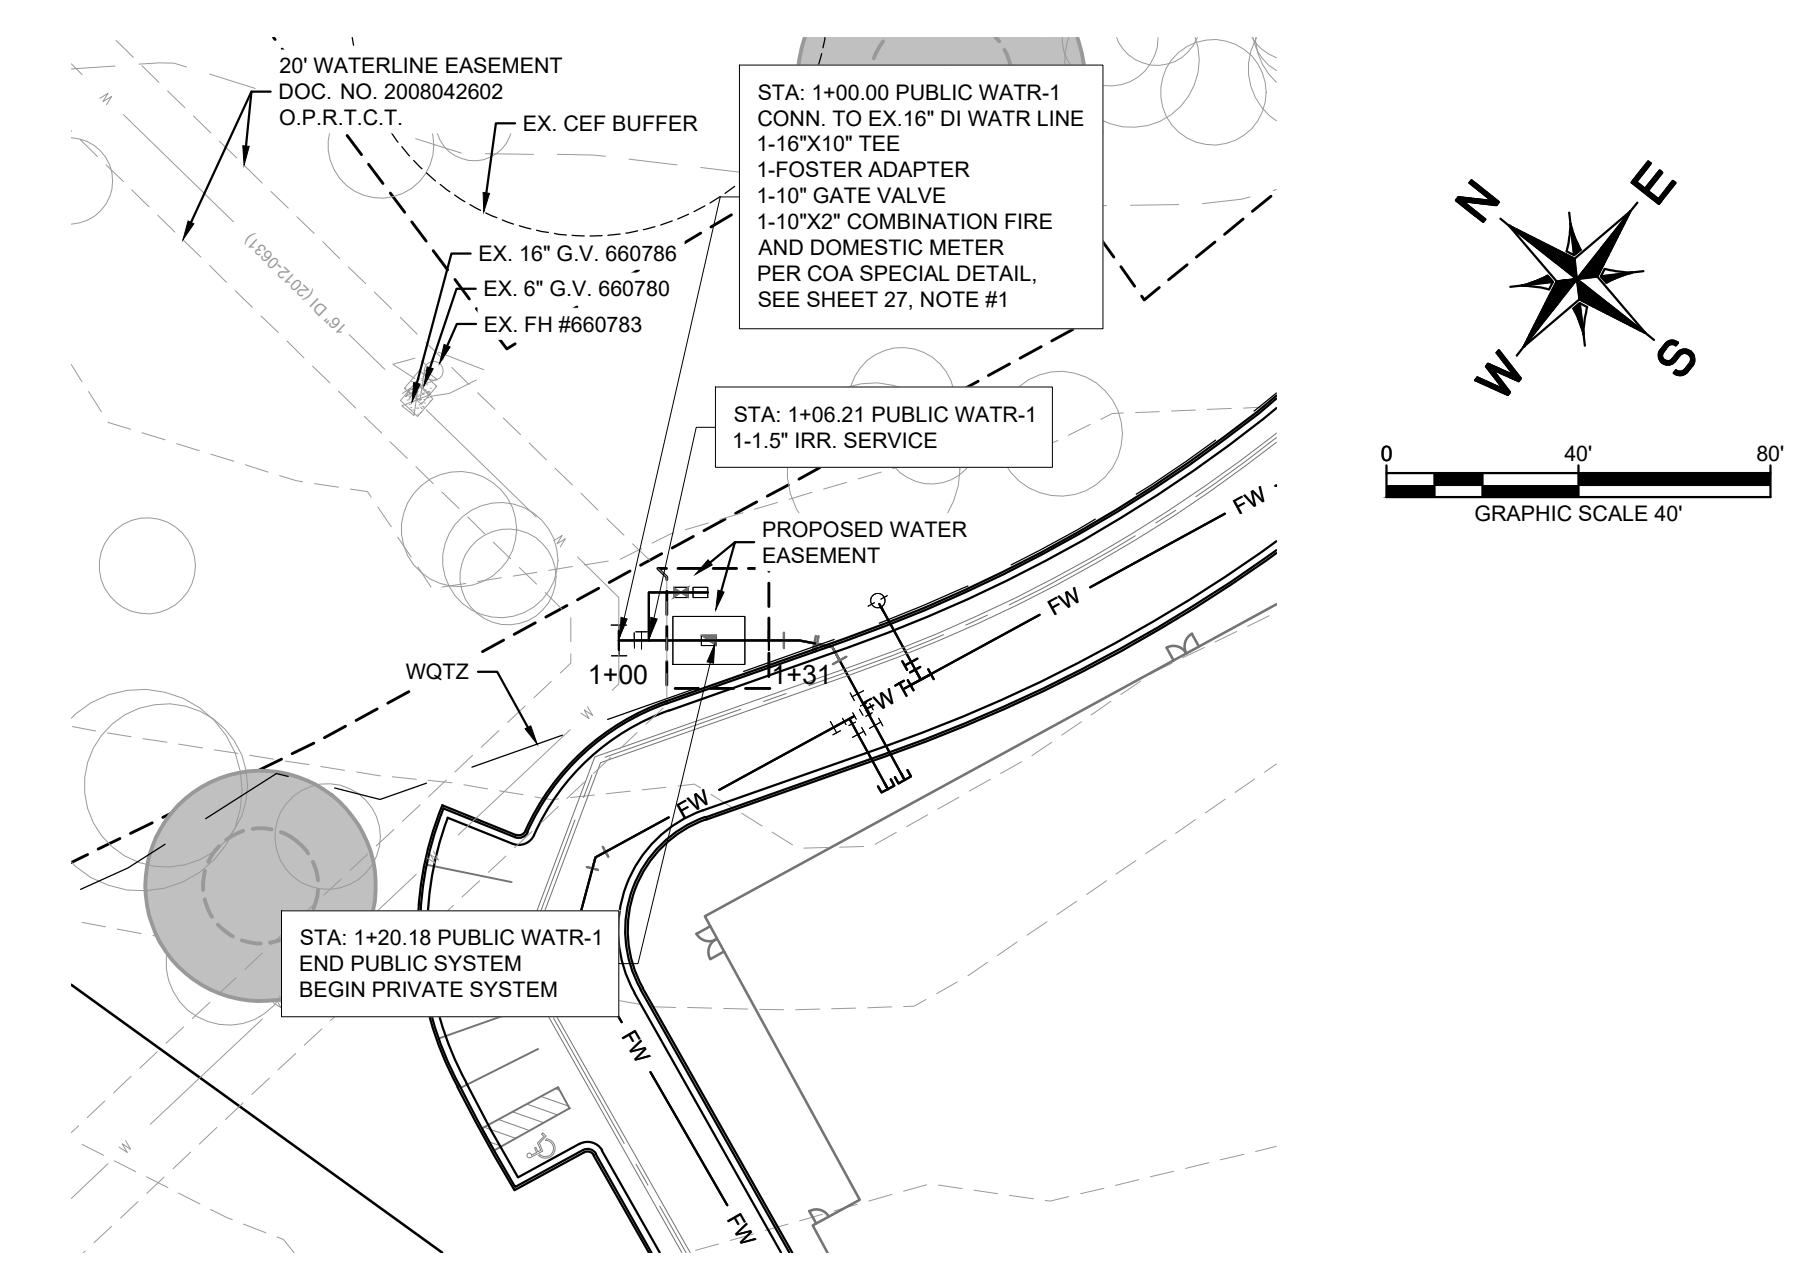 20' WATERLINE EASEMENT
DOC. NO. 2008042602
O.P.R.T.C.T.
EX. CEF BUFFER
STA: 1+00.00 PUBLIC WATR-1
CONN. TO EX.16" DI WATR LINE
1-16"X10" TEE
1-FOSTER ADAPTER
1-10" GATE VALVE
1-10"X2" COMBINATION FIRE
AND DOMESTIC METER
PER COA SPECIAL DETAIL,
SEE SHEET 27, NOTE #1
N
E
W
S
W
16" DI (2012-0631)
EX. 16" G.V. 660786
EX. 6" G.V. 660780
EX. FH #660783
STA: 1+06.21 PUBLIC WATR-1
1-1.5" IRR. SERVICE
0
40'
80'
GRAPHIC SCALE 40'
PROPOSED WATER
EASEMENT
FW
W
FW
1+00
1+31
WQTZ
FW
W
FW
W
STA: 1+20.18 PUBLIC WATR-1
END PUBLIC SYSTEM
BEGIN PRIVATE SYSTEM
FW
W
FW